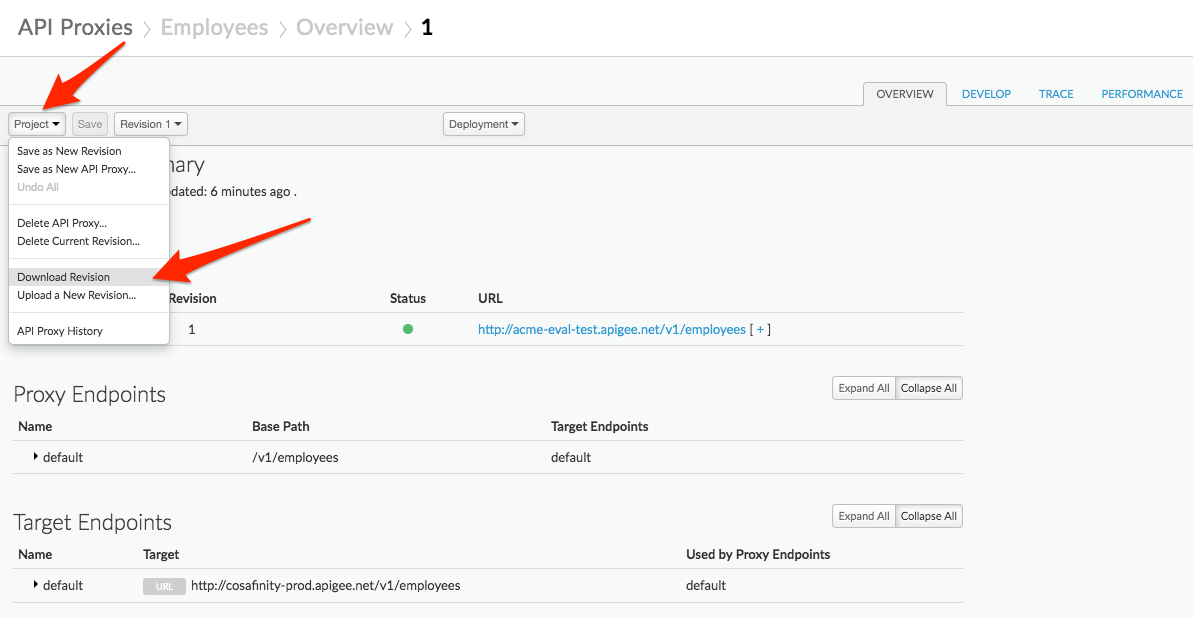 API Proxies > Employees > Overview > 1
OVERVIEW DEVELOP TRACE PERFORMANCE
Project Save Revision 1 Deployment
Save as New Revision
Save as New API Proxy...
Undo All
Delete API Proxy...
Delete Current Revision...
Download Revision
Upload a New Revision...
API Proxy History
mary
dated: 6 minutes ago .
Revision Status URL
1 http://acme-eval-test.apigee.net/v1/employees [ + ]
Proxy Endpoints
Expand All Collapse All
Name Base Path Target Endpoints
default /v1/employees default
Target Endpoints
Expand All Collapse All
Name Target Used by Proxy Endpoints
default URL http://cosafinity-prod.apigee.net/v1/employees default